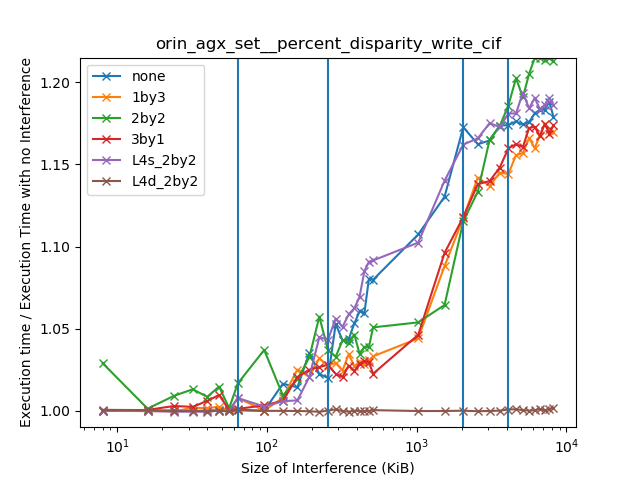 orin_agx_set__percent_disparity_write_cif
Execution time / Execution Time with no Interference
1.20
1.15
1.10
1.05
1.00
none
1by3
2by2
3by1
L4s_2by2
L4d_2by2
10¹
10²
10³
10⁴
Size of Interference (KiB)